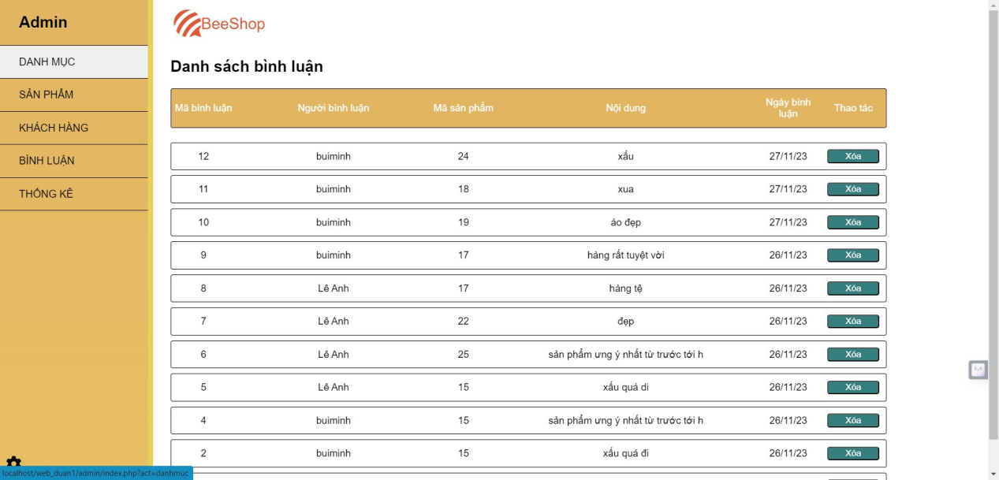 Admin
DANH MỤC
SẢN PHẨM
KHÁCH HÀNG
BÌNH LUẬN
THỐNG KÊ
BeeShop
Danh sách bình luận
Mã bình luận Người bình luận Mã sản phẩm Nội dung Ngày bình luận Thao tác
12 buiminh 24 xấu 27/11/23 Xóa
11 buiminh 18 xua 27/11/23 Xóa
10 buiminh 19 áo đẹp 27/11/23 Xóa
9 buiminh 17 hàng rất tuyệt vời 26/11/23 Xóa
8 Lê Anh 17 hàng tệ 26/11/23 Xóa
7 Lê Anh 22 đẹp 26/11/23 Xóa
6 Lê Anh 25 sản phẩm ưng ý nhất từ trước tới h 26/11/23 Xóa
5 Lê Anh 15 xấu quá di 26/11/23 Xóa
4 buiminh 15 sản phẩm ưng ý nhất từ trước tới h 26/11/23 Xóa
2 buiminh 15 xấu quá đi 26/11/23 Xóa
localhost/web_duan1/admin/index.php?act=danhmuc